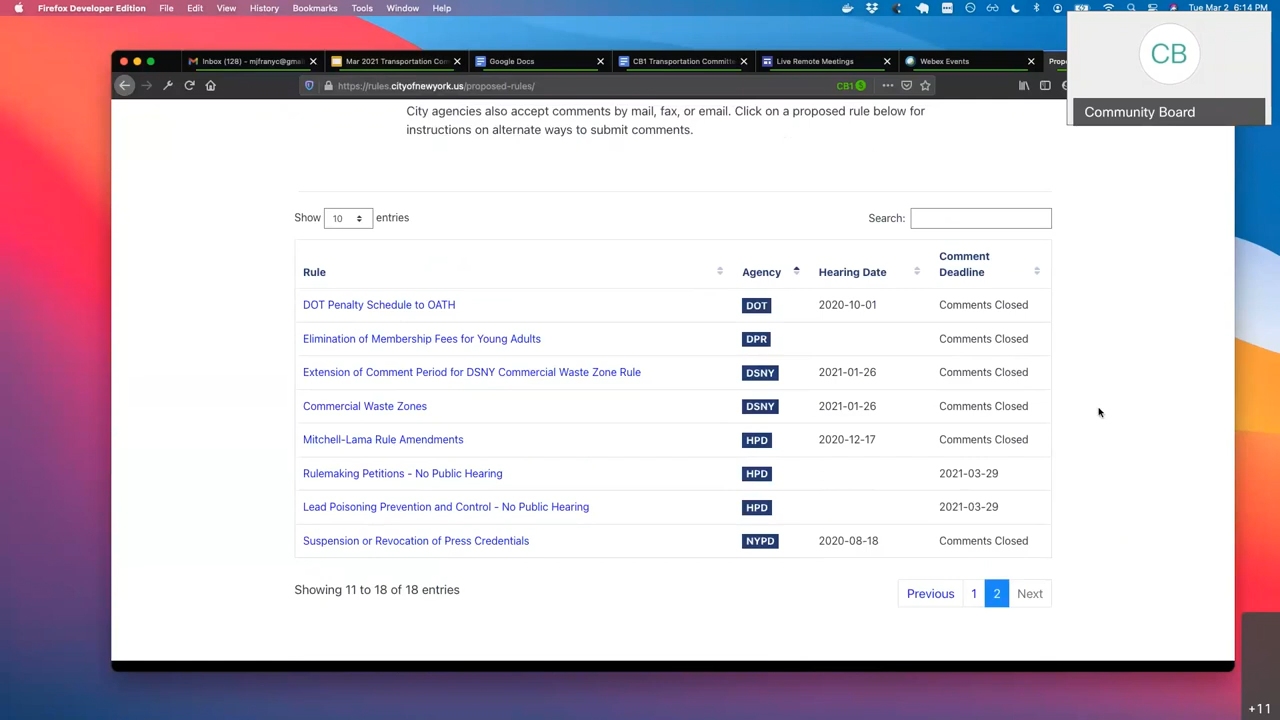 Firefox Developer Edition File Edit View History Bookmarks Tools Window Help Tue Mar 2 6:14 PM
Inbox (128) - mjfranyc@gma
Mar 2021 Transportation Con
Google Docs
CB1 Transportation Committe
Live Remote Meetings
Webex Events
Propo
https://rules.cityofnewyork.us/proposed-rules/
CB1
CB
Community Board
City agencies also accept comments by mail, fax, or email. Click on a proposed rule below for
instructions on alternate ways to submit comments.
Show 10 entries Search:
Rule Agency Hearing Date Comment Deadline
DOT Penalty Schedule to OATH DOT 2020-10-01 Comments Closed
Elimination of Membership Fees for Young Adults DPR Comments Closed
Extension of Comment Period for DSNY Commercial Waste Zone Rule DSNY 2021-01-26 Comments Closed
Commercial Waste Zones DSNY 2021-01-26 Comments Closed
Mitchell-Lama Rule Amendments HPD 2020-12-17 Comments Closed
Rulemaking Petitions - No Public Hearing HPD 2021-03-29
Lead Poisoning Prevention and Control - No Public Hearing HPD 2021-03-29
Suspension or Revocation of Press Credentials NYPD 2020-08-18 Comments Closed
Showing 11 to 18 of 18 entries Previous 1 2 Next
+11